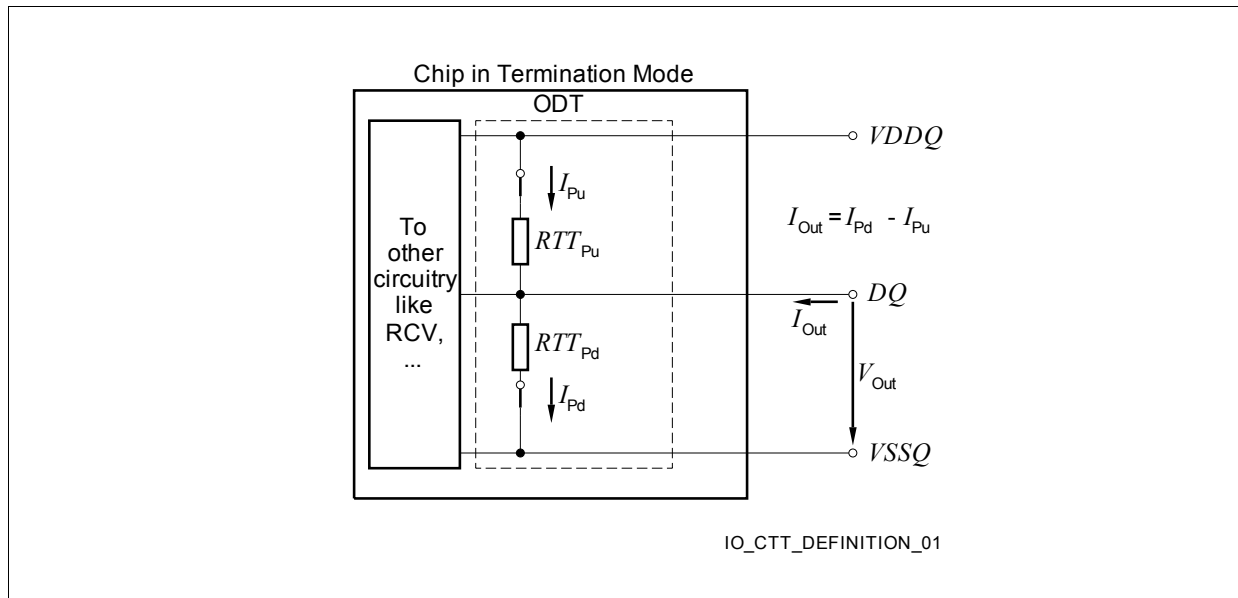 Chip in Termination Mode
ODT
VDDQ
I_Pu
I_Out = I_Pd - I_Pu
To
other
circuitry
like
RCV,
...
RTT_Pu
DQ
I_Out
RTT_Pd
V_Out
I_Pd
VSSQ
IO_CTT_DEFINITION_01